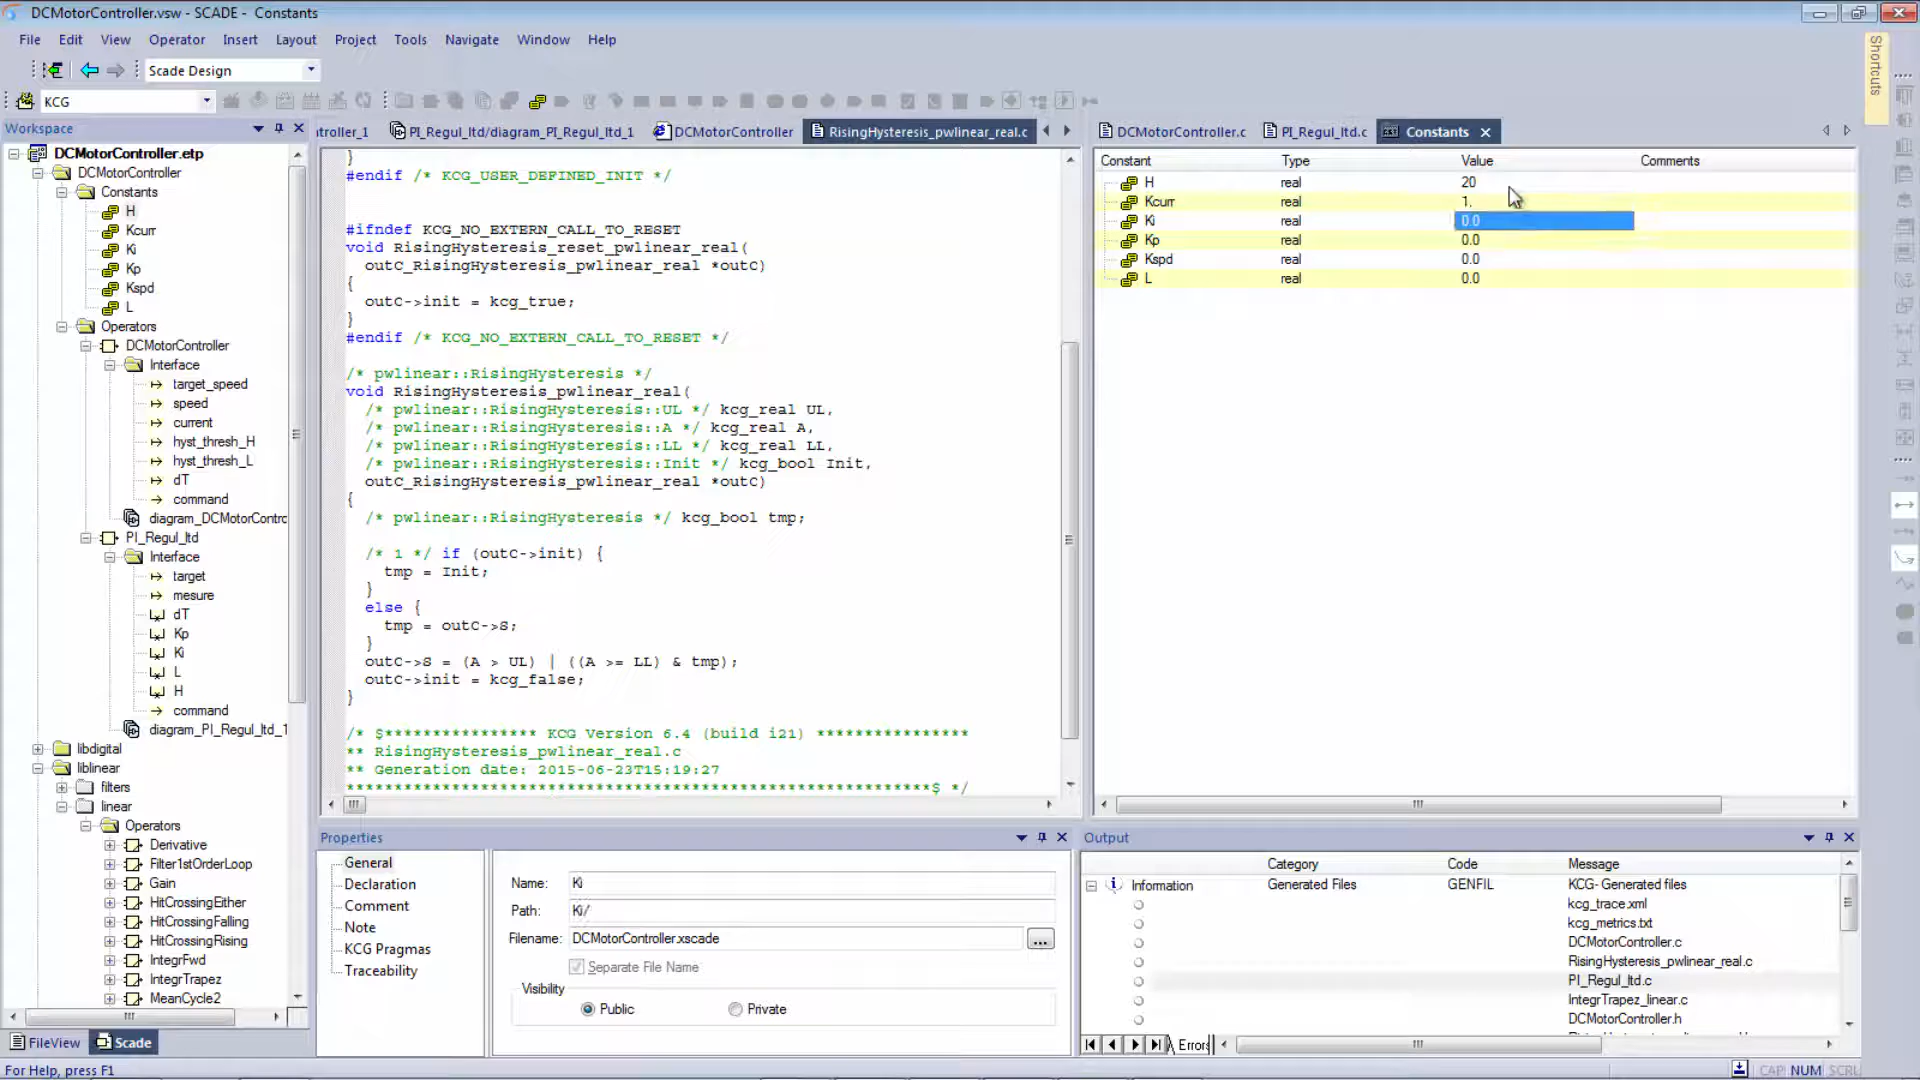 DCMotorController.vsw - SCADE - Constants
File Edit View Operator Insert Layout Project Tools Navigate Window Help
Scade Design
KCG
Shortcuts
Workspace
DCMotorController.etp
DCMotorController
Constants
H
Kcurr
Ki
Kp
Kspd
L
Operators
DCMotorController
Interface
target_speed
speed
current
hyst_thresh_H
hyst_thresh_L
dT
command
diagram_DCMotorContrc
PI_Regul_ltd
Interface
target
mesure
dT
Kp
Ki
L
H
command
diagram_PI_Regul_ltd_1
libdigital
liblinear
filters
linear
Operators
Derivative
Filter1stOrderLoop
Gain
HitCrossingEither
HitCrossingFalling
HitCrossingRising
IntegrFwd
IntegrTrapez
MeanCycle2
FileView Scade
ntroller_1 PI_Regul_ltd/diagram_PI_Regul_ltd_1 DCMotorController RisingHysteresis_pwlinear_real.c
}
#endif /* KCG_USER_DEFINED_INIT */
#ifndef KCG_NO_EXTERN_CALL_TO_RESET
void RisingHysteresis_reset_pwlinear_real(
outC_RisingHysteresis_pwlinear_real *outC)
{
outC->init = kcg_true;
}
#endif /* KCG_NO_EXTERN_CALL_TO_RESET */
/* pwlinear::RisingHysteresis */
void RisingHysteresis_pwlinear_real(
/* pwlinear::RisingHysteresis::UL */ kcg_real UL,
/* pwlinear::RisingHysteresis::A */ kcg_real A,
/* pwlinear::RisingHysteresis::LL */ kcg_real LL,
/* pwlinear::RisingHysteresis::Init */ kcg_bool Init,
outC_RisingHysteresis_pwlinear_real *outC)
{
/* pwlinear::RisingHysteresis */ kcg_bool tmp;
/* 1 */ if (outC->init) {
tmp = Init;
}
else {
tmp = outC->S;
}
outC->S = (A > UL) | ((A >= LL) & tmp);
outC->init = kcg_false;
}
/* $**************** KCG Version 6.4 (build i21) ****************
** RisingHysteresis_pwlinear_real.c
** Generation date: 2015-06-23T15:19:27
*************************************************************$ */
DCMotorController.c PI_Regul_ltd.c Constants
Constant Type Value Comments
H real 20
Kcurr real 1.
Ki real 0.0
Kp real 0.0
Kspd real 0.0
L real 0.0
Properties
General
Declaration
Comment
Note
KCG Pragmas
Traceability
Name: Ki
Path: Ki/
Filename: DCMotorController.xscade ...
Separate File Name
Visibility
Public Private
Output
Category Code Message
Information Generated Files GENFIL KCG- Generated files
kcg_trace.xml
kcg_metrics.txt
DCMotorController.c
RisingHysteresis_pwlinear_real.c
PI_Regul_ltd.c
IntegrTrapez_linear.c
DCMotorController.h
Errors
For Help, press F1
CAP NUM SCRL